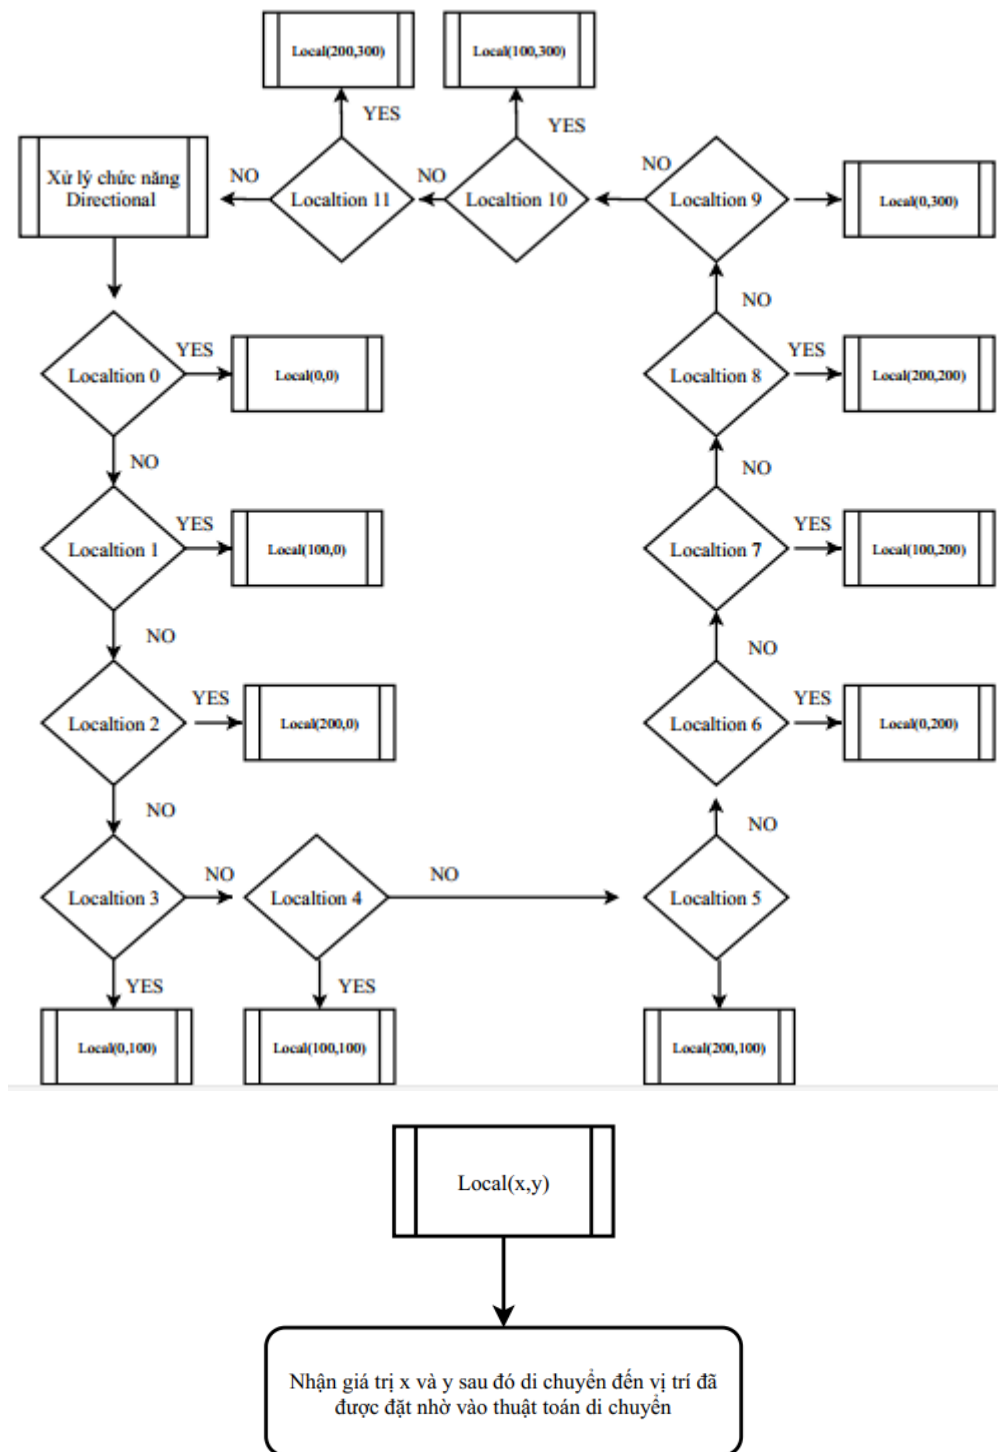 Local(200,300)
Local(100,300)
YES
YES
Xử lý chức năng
Directional
NO
Localtion 11
NO
Localtion 10
NO
Localtion 9
Local(0,300)
NO
Localtion 0
YES
Local(0,0)
Localtion 8
YES
Local(200,200)
NO
NO
Localtion 1
YES
Local(100,0)
Localtion 7
YES
Local(100,200)
NO
NO
Localtion 2
YES
Local(200,0)
Localtion 6
YES
Local(0,200)
NO
NO
Localtion 3
NO
Localtion 4
NO
Localtion 5
YES
YES
Local(0,100)
Local(100,100)
Local(200,100)
Local(x,y)
Nhận giá trị x và y sau đó di chuyển đến vị trí đã
được đặt nhờ vào thuật toán di chuyển